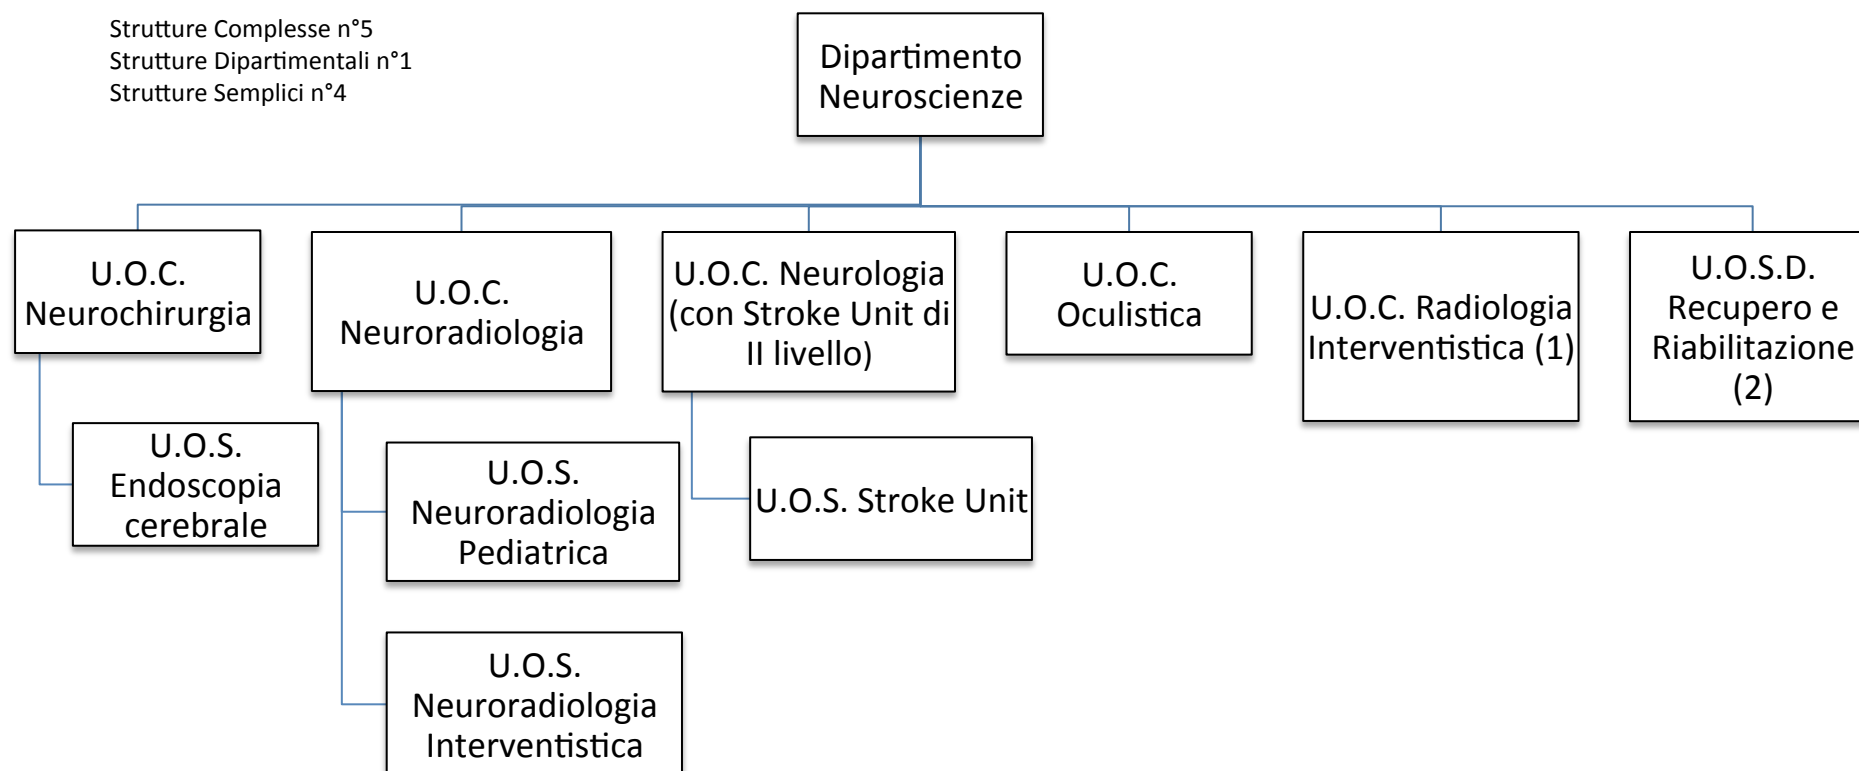 Strutture Complesse n°5
Strutture Dipartimentali n°1
Strutture Semplici n°4
Dipartimento
Neuroscienze
U.O.C.
Neurochirurgia
U.O.C.
Neuroradiologia
U.O.C. Neurologia
(con Stroke Unit di
II livello)
U.O.C.
Oculistica
U.O.C. Radiologia
Interventistica (1)
U.O.S.D.
Recupero e
Riabilitazione
(2)
U.O.S.
Endoscopia
cerebrale
U.O.S.
Neuroradiologia
Pediatrica
U.O.S. Stroke Unit
U.O.S.
Neuroradiologia
Interventistica